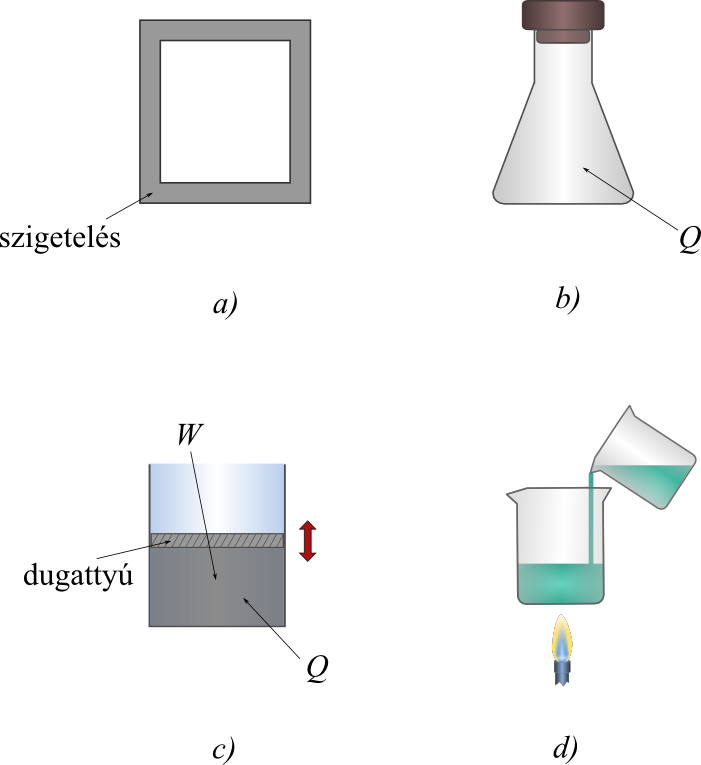 szigetelés
Q
a)
b)
W
dugattyú
Q
c)
d)